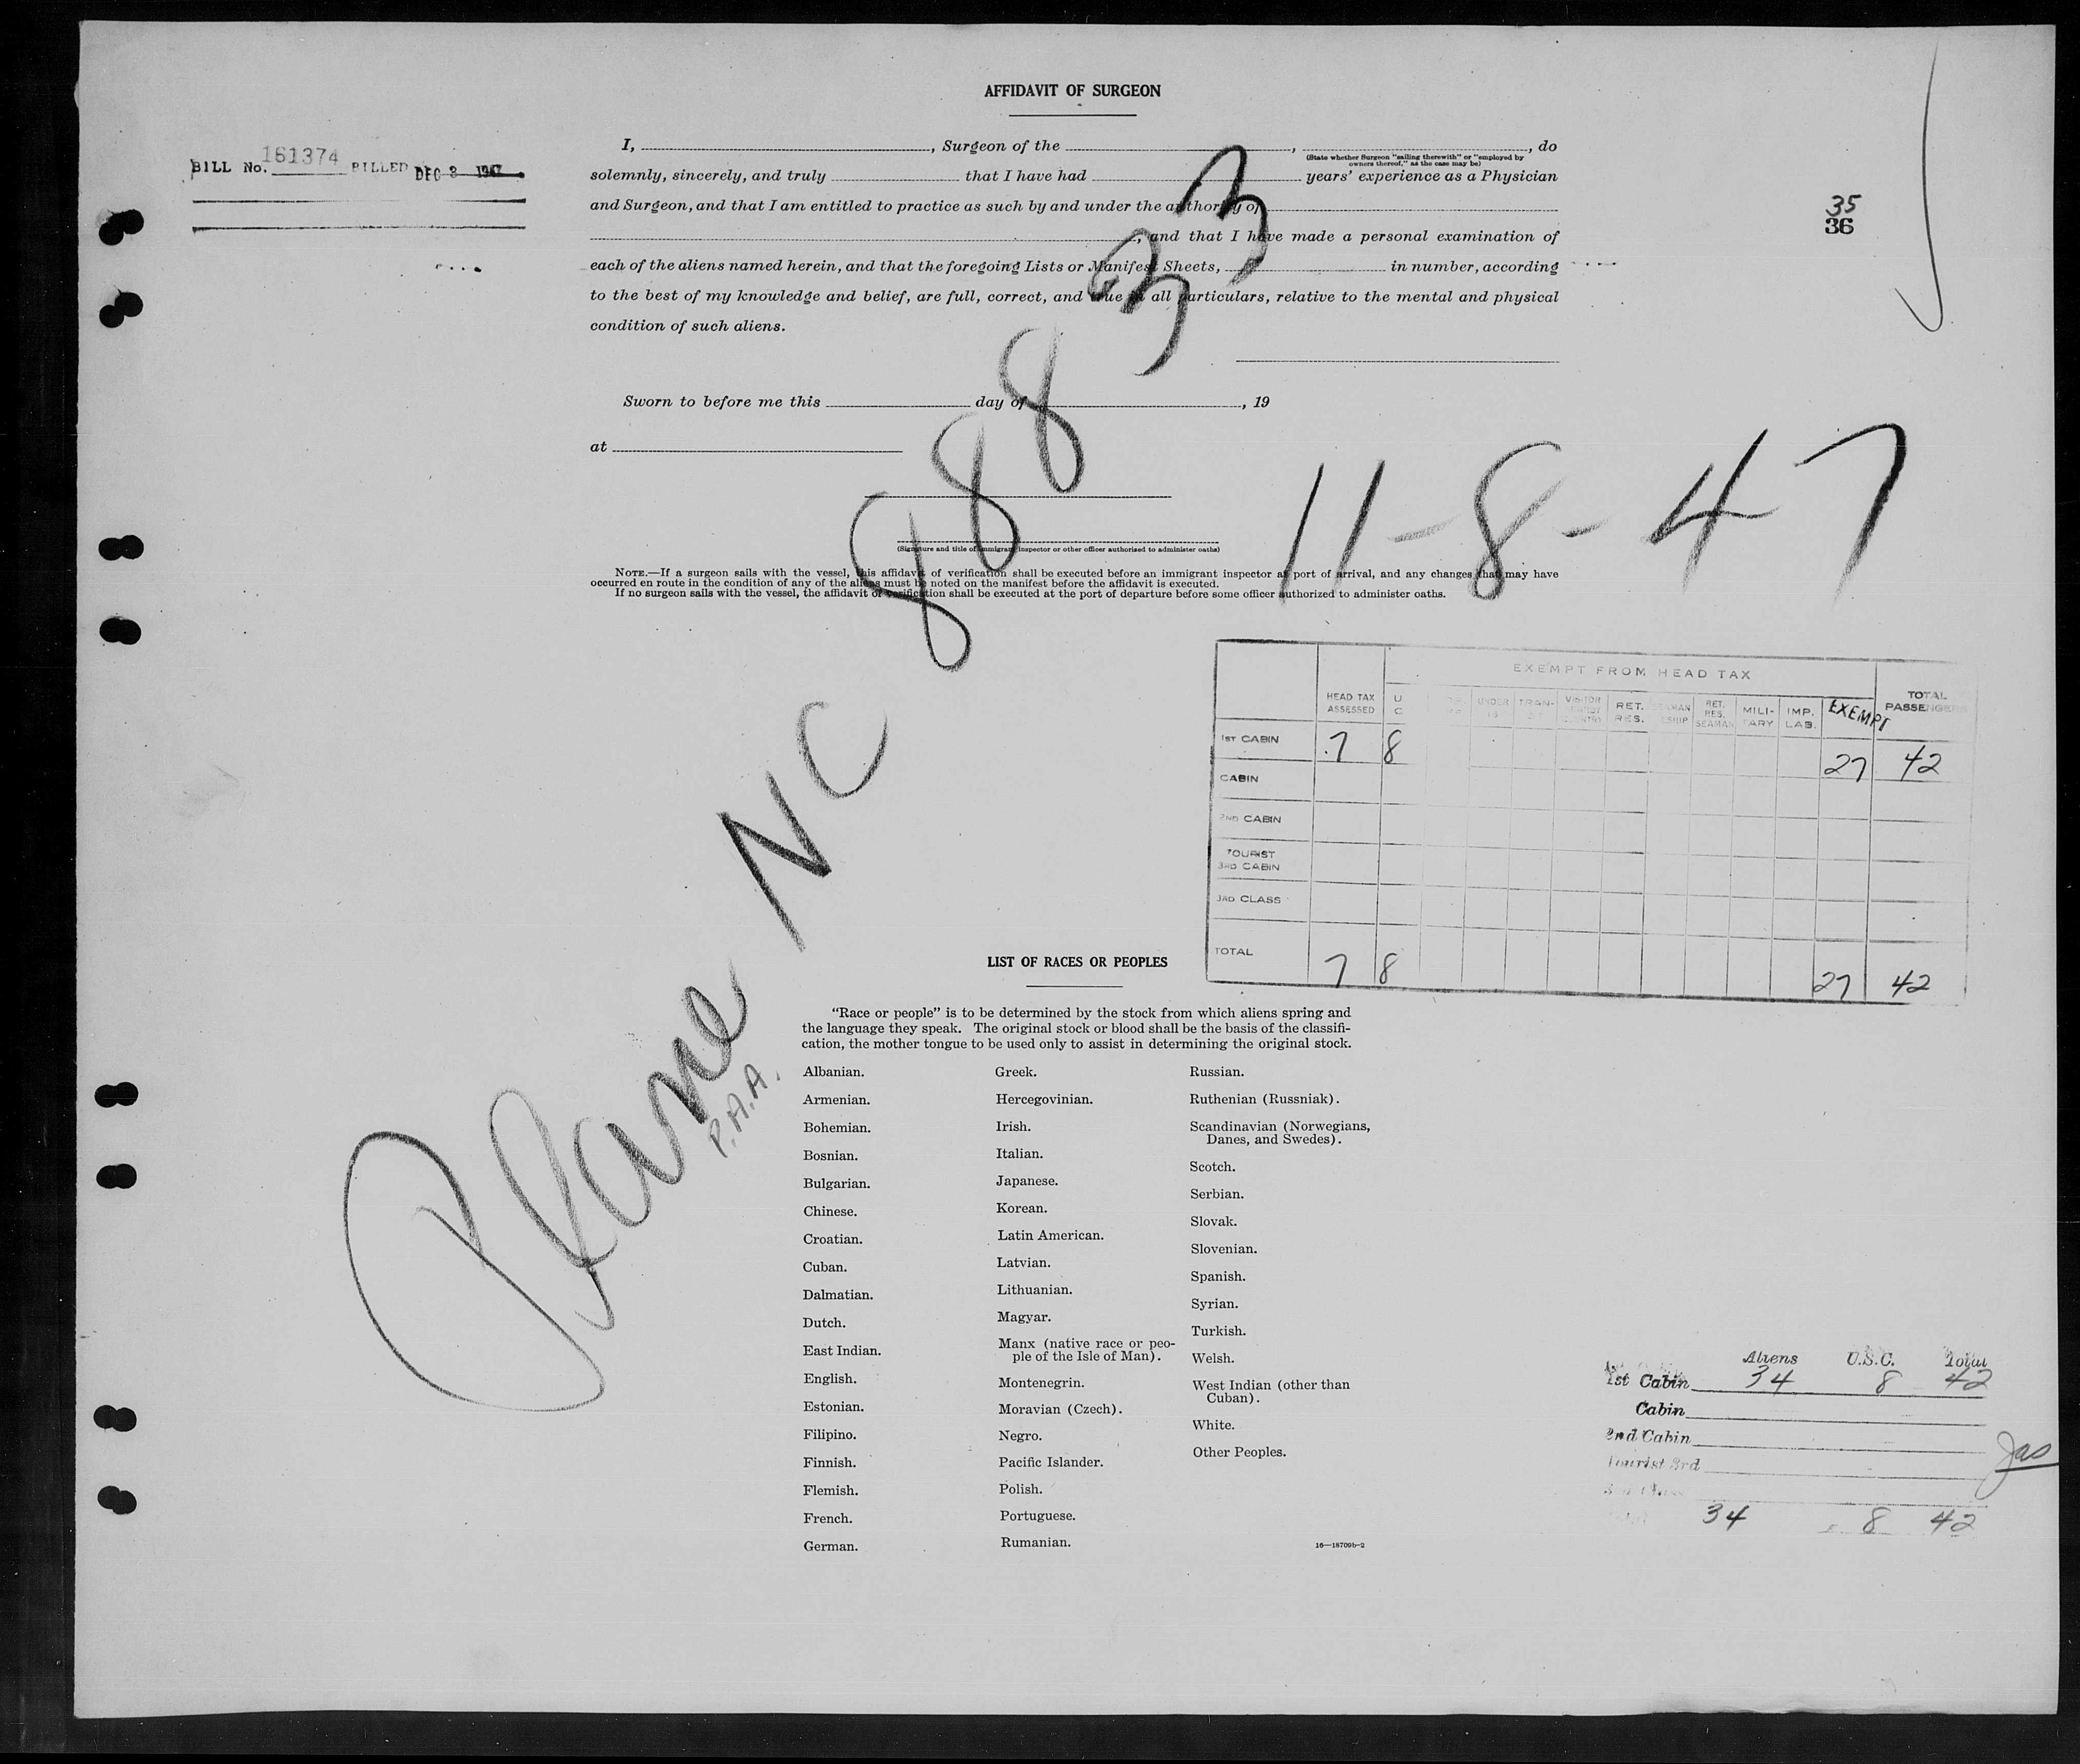 AFFIDAVIT OF SURGEON
BILL No. 161374 BILLED DEC 3 1947
I, , Surgeon of the , , do
(State whether Surgeon "sailing therewith" or "employed by
owners thereof," as the case may be)
solemnly, sincerely, and truly that I have had years' experience as a Physician
and Surgeon, and that I am entitled to practice as such by and under the authority of
, and that I have made a personal examination of
each of the aliens named herein, and that the foregoing Lists or Manifest Sheets, in number, according
to the best of my knowledge and belief, are full, correct, and true in all particulars, relative to the mental and physical
condition of such aliens.
35
36
Sworn to before me this day of , 19
at
(Signature and title of immigrant inspector or other officer authorized to administer oaths)
NOTE.—If a surgeon sails with the vessel, this affidavit of verification shall be executed before an immigrant inspector at port of arrival, and any changes that may have
occurred en route in the condition of any of the aliens must be noted on the manifest before the affidavit is executed.
If no surgeon sails with the vessel, the affidavit of verification shall be executed at the port of departure before some officer authorized to administer oaths.
Plane NC 88833
P.A.A.
11-8-47
EXEMPT FROM HEAD TAX
HEAD TAX ASSESSED
U C
UNDER 16
TRAN-
VISITOR
COUNTRY
RET. RES.
RET. RES. SEAMAN
MILI- TARY
IMP. LAB.
EXEMPT
TOTAL PASSENGERS
1ST CABIN 7 8 27 42
CABIN
2ND CABIN
TOURIST
3RD CABIN
3RD CLASS
TOTAL 7 8 27 42
LIST OF RACES OR PEOPLES
"Race or people" is to be determined by the stock from which aliens spring and
the language they speak. The original stock or blood shall be the basis of the classifi-
cation, the mother tongue to be used only to assist in determining the original stock.
Albanian.
Armenian.
Bohemian.
Bosnian.
Bulgarian.
Chinese.
Croatian.
Cuban.
Dalmatian.
Dutch.
East Indian.
English.
Estonian.
Filipino.
Finnish.
Flemish.
French.
German.
Greek.
Hercegovinian.
Irish.
Italian.
Japanese.
Korean.
Latin American.
Latvian.
Lithuanian.
Magyar.
Manx (native race or peo-
ple of the Isle of Man).
Montenegrin.
Moravian (Czech).
Negro.
Pacific Islander.
Polish.
Portuguese.
Rumanian.
Russian.
Ruthenian (Russniak).
Scandinavian (Norwegians,
Danes, and Swedes).
Scotch.
Serbian.
Slovak.
Slovenian.
Spanish.
Syrian.
Turkish.
Welsh.
West Indian (other than
Cuban).
White.
Other Peoples.
16—18709b-2
Aliens U.S.C. Total
1st Cabin 34 8 42
Cabin
2nd Cabin
Tourist 3rd
34 8 42
Jas